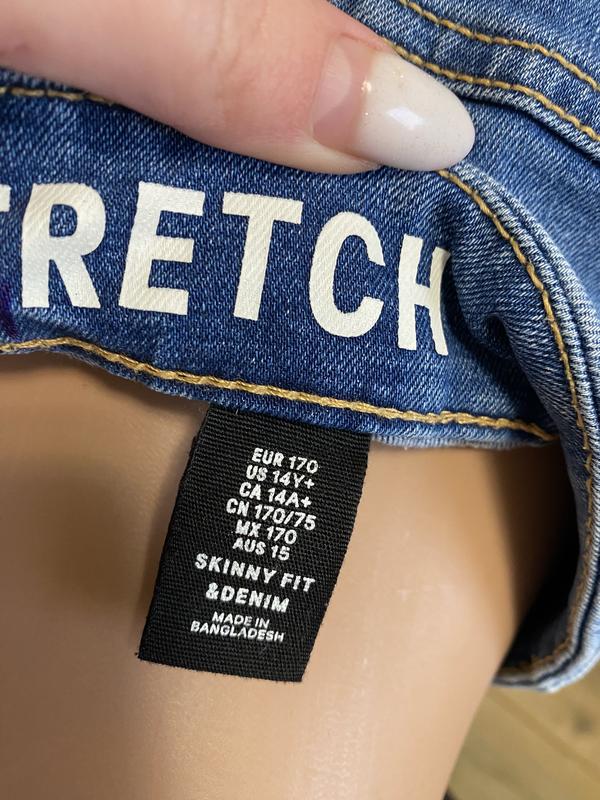 TRETCH
EUR 170
US 14Y+
CA 14A+
CN 170/75
MX 170
AUS 15
SKINNY FIT
&DENIM
MADE IN
BANGLADESH